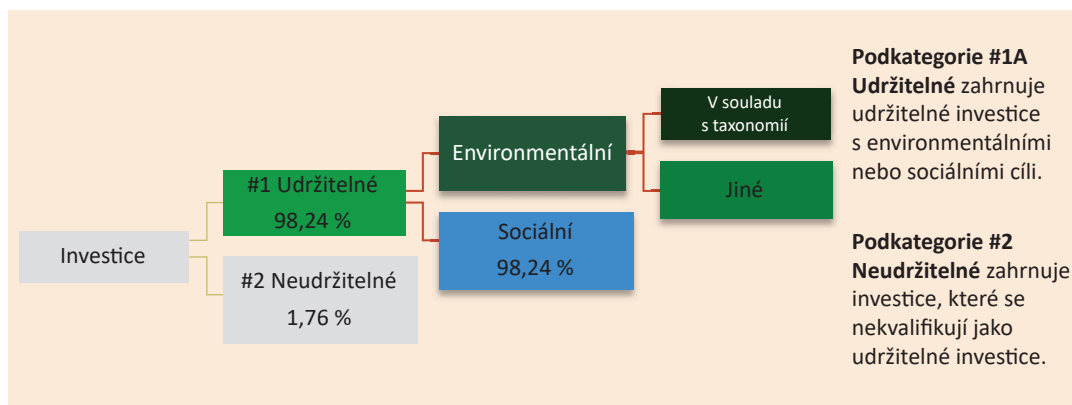 Investice
#1 Udržitelné
98,24 %
#2 Neudržitelné
1,76 %
Environmentální
Sociální
98,24 %
V souladu
s taxonomií
Jiné
Podkategorie #1A
Udržitelné zahrnuje
udržitelné investice
s environmentálními
nebo sociálními cíli.
Podkategorie #2
Neudržitelné zahrnuje
investice, které se
nekvalifikují jako
udržitelné investice.